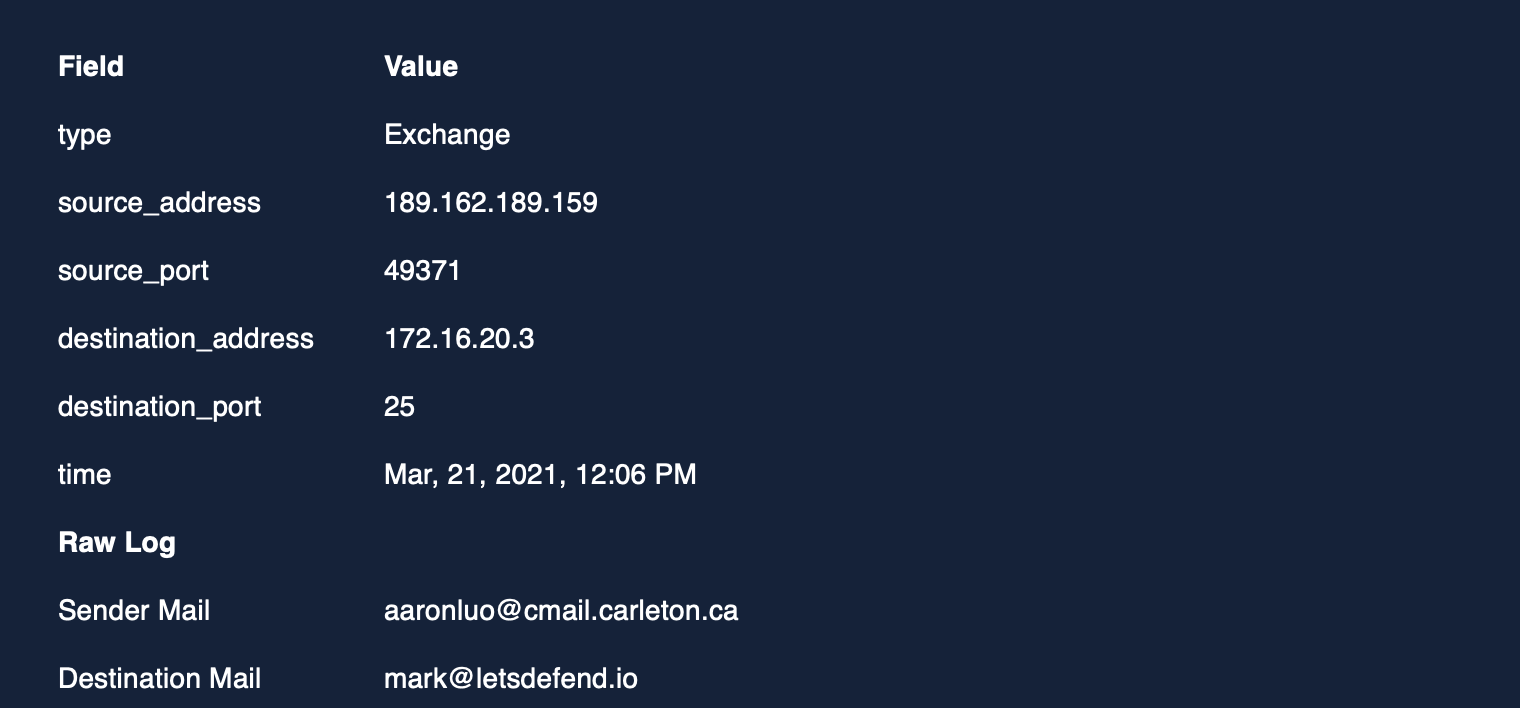 Field Value
type Exchange
source_address 189.162.189.159
source_port 49371
destination_address 172.16.20.3
destination_port 25
time Mar, 21, 2021, 12:06 PM
Raw Log
Sender Mail aaronluo@cmail.carleton.ca
Destination Mail mark@letsdefend.io